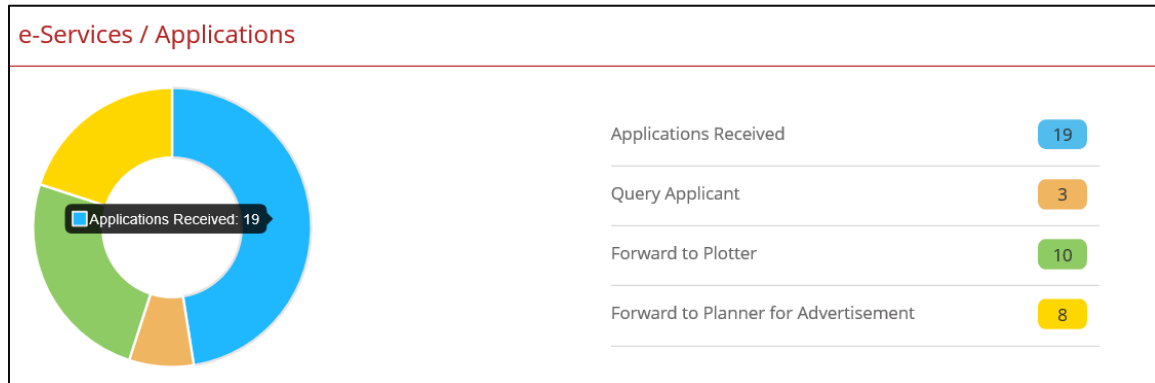 e-Services / Applications
Applications Received: 19
Applications Received 19
Query Applicant 3
Forward to Plotter 10
Forward to Planner for Advertisement 8